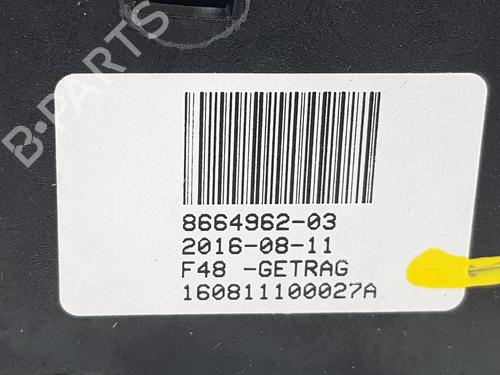 B-PARTS
8664962-03
2016-08-11
F48 -GETRAG
160811100027A